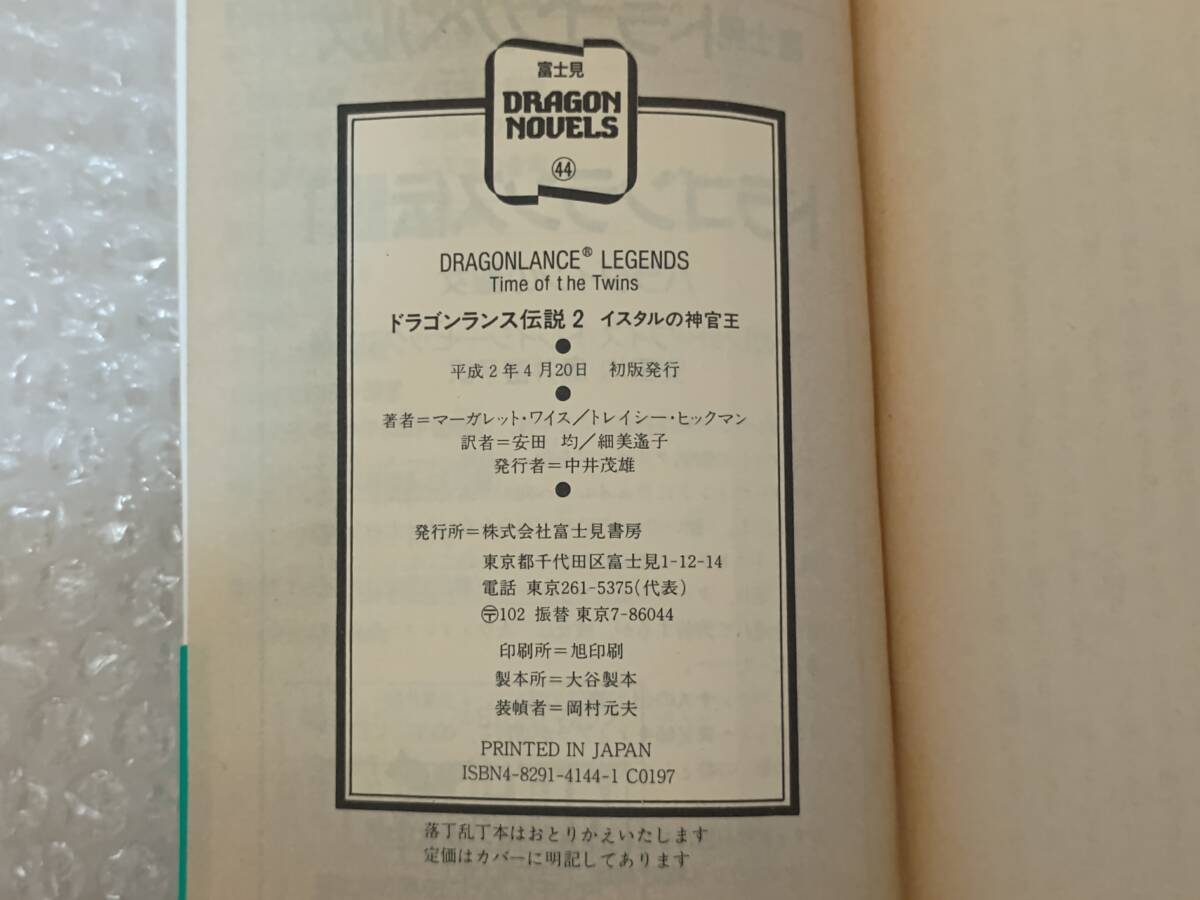 富士見
DRAGON
NOVELS
㊹
DRAGONLANCE® LEGENDS
Time of the Twins
ドラゴンランス伝説2 イスタルの神官王
●
平成2年4月20日 初版発行
●
著者=マーガレット・ワイス/トレイシー・ヒックマン
訳者=安田 均/細美遙子
発行者=中井茂雄
●
発行所=株式会社富士見書房
東京都千代田区富士見1-12-14
電話 東京261-5375(代表)
〶102 振替 東京7-86044
印刷所=旭印刷
製本所=大谷製本
装幀者=岡村元夫
PRINTED IN JAPAN
ISBN4-8291-4144-1 C0197
落丁乱丁本はおとりかえいたします
定価はカバーに明記してあります